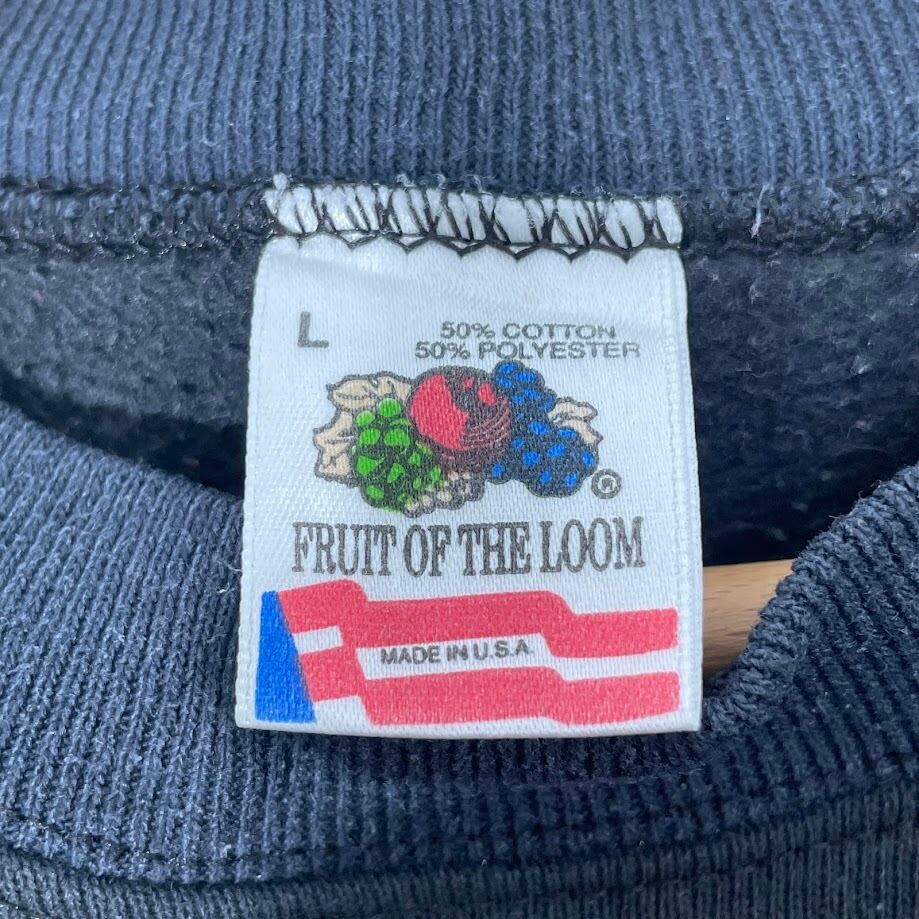 L
50% COTTON
50% POLYESTER
®
FRUIT OF THE LOOM
MADE IN U.S.A.